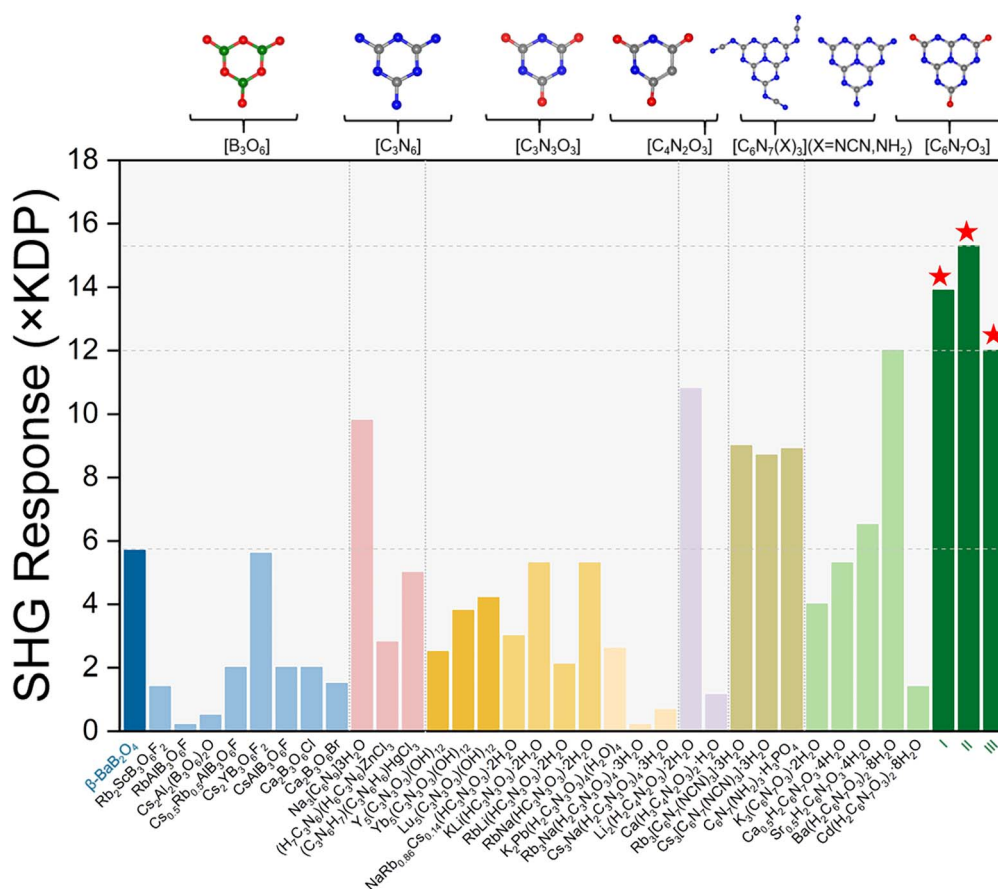 [B₃O₆]
[C₃N₆]
[C₃N₃O₃]
[C₄N₂O₃]
[C₆N₇(X)₃](X=NCN,NH₂)
[C₆N₇O₃]
SHG Response (×KDP)
18
16
14
12
10
8
6
4
2
0
β-BaB₂O₄
Rb₂ScB₃O₆F₂
RbAlB₃O₆F
Cs₂Al₂(B₃O₆)₂O
Cs₀.₅Rb₀.₅AlB₃O₆F
Cs₂YB₃O₆F₂
CsAlB₃O₆F
Ca₂B₃O₆Cl
Ca₂B₃O₆Br
Na₃(C₆N₉)3H₂O
(H₇C₃N₆)(H₆C₃N₆)ZnCl₃
(C₃N₆H₇)(C₃N₆H₆)HgCl₃
Y₅(C₃N₃O₃)(OH)₁₂
Yb₅(C₃N₃O₃)(OH)₁₂
Lu₅(C₃N₃O₃)(OH)₁₂
NaRb₀.₈₆Cs₀.₁₄(HC₃N₃O₃)·2H₂O
KLi(HC₃N₃O₃)·2H₂O
RbLi(HC₃N₃O₃)·2H₂O
RbNa(HC₃N₃O₃)·2H₂O
K₂Pb(H₂C₃N₃O₃)₄(H₂O)₄
Rb₃Na(H₂C₃N₃O₃)₄·3H₂O
Cs₃Na(H₂C₃N₃O₃)₄·3H₂O
Li₂(H₂C₄N₂O₃)₂·2H₂O
Ca(H₃C₄N₂O₃)₂·H₂O
Rb₃[C₆N₇(NCN)₃]3H₂O
Cs₃[C₆N₇(NCN)₃]3H₂O
C₆N₇(NH₂)₃·H₃PO₄
K₃(C₆N₇O₃)·2H₂O
Ca₀.₅H₂C₆N₇O₃·4H₂O
Sr₀.₅H₂C₆N₇O₃·4H₂O
Ba(H₂C₆N₇O₃)₂·8H₂O
Cd(H₂C₆N₇O₃)₂·8H₂O
I
II
III